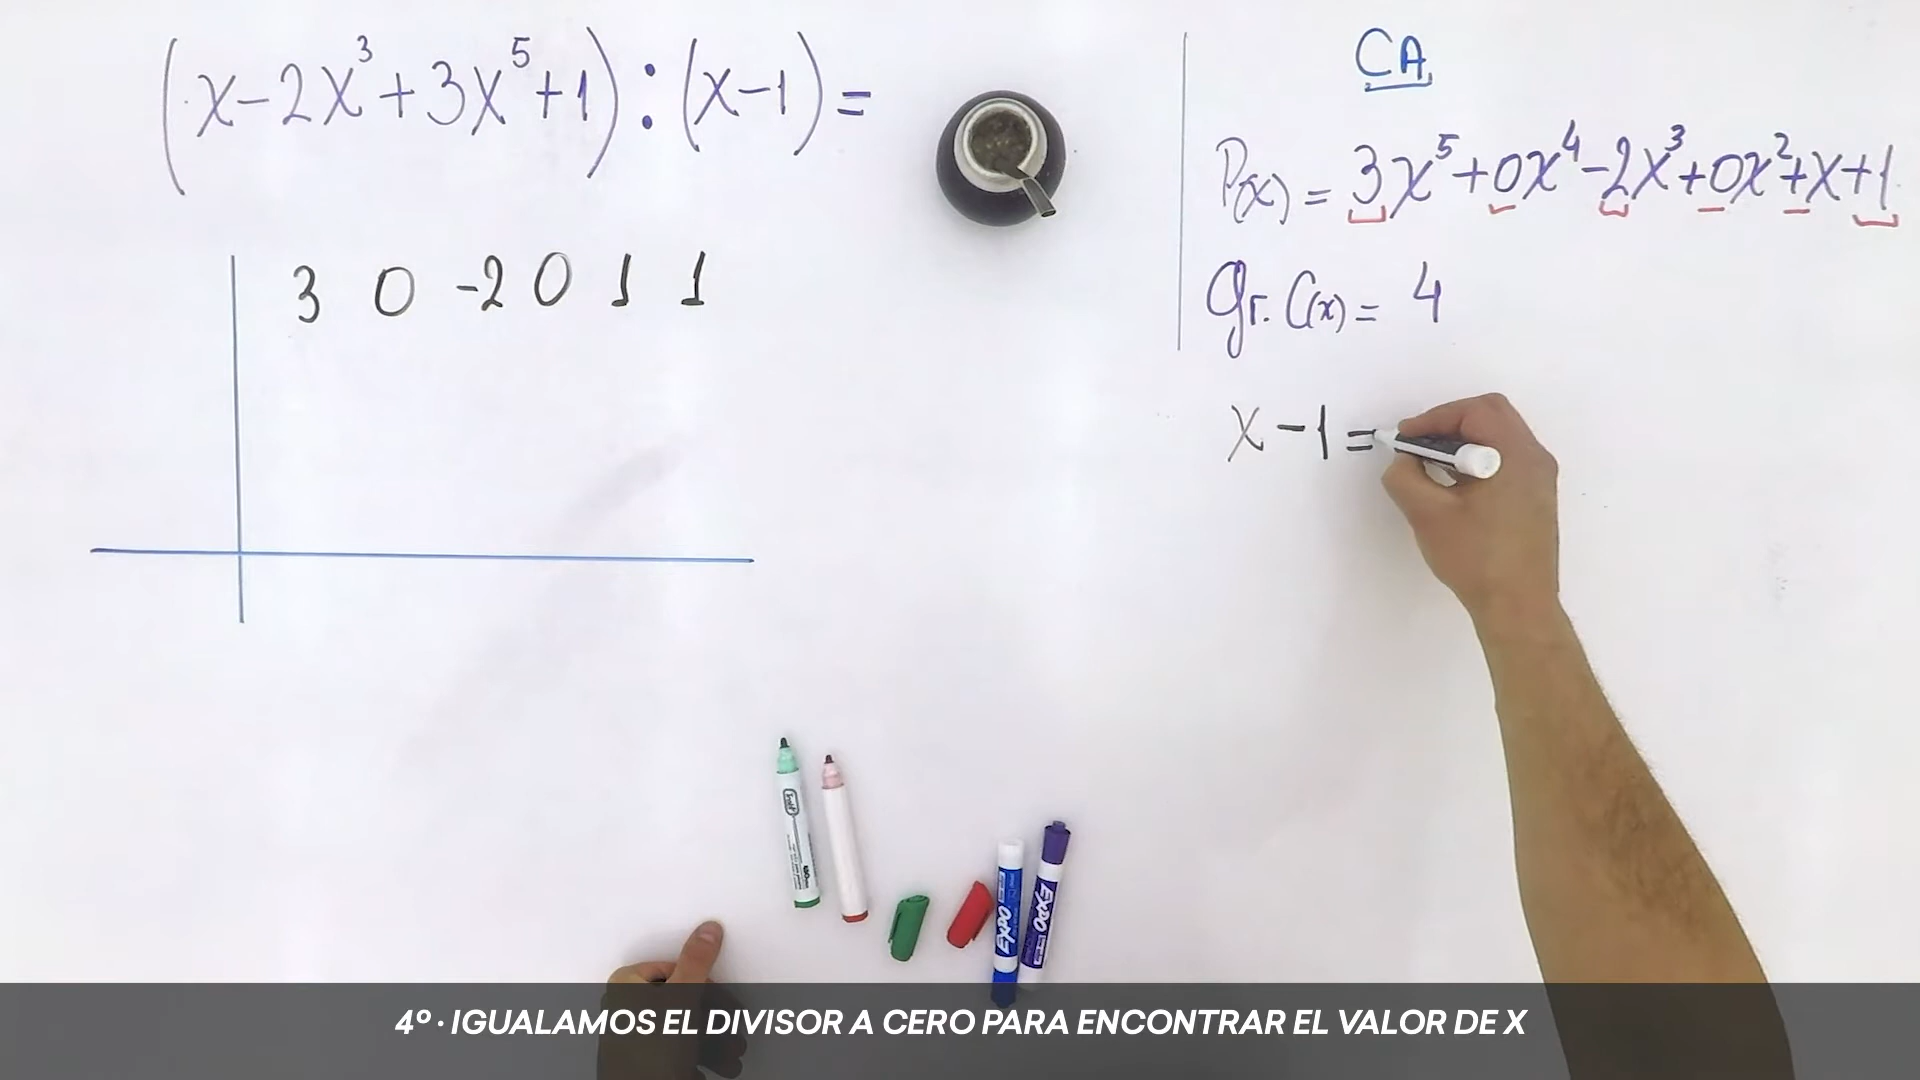 (x-2x³+3x⁵+1):(x-1)=
3 0 -2 0 1 1
CA
P(x) = 3x⁵+0x⁴-2x³+0x²+x+1
Gr. C(x) = 4
x-1=
EXPO
EXPO
4º · IGUALAMOS EL DIVISOR A CERO PARA ENCONTRAR EL VALOR DE X